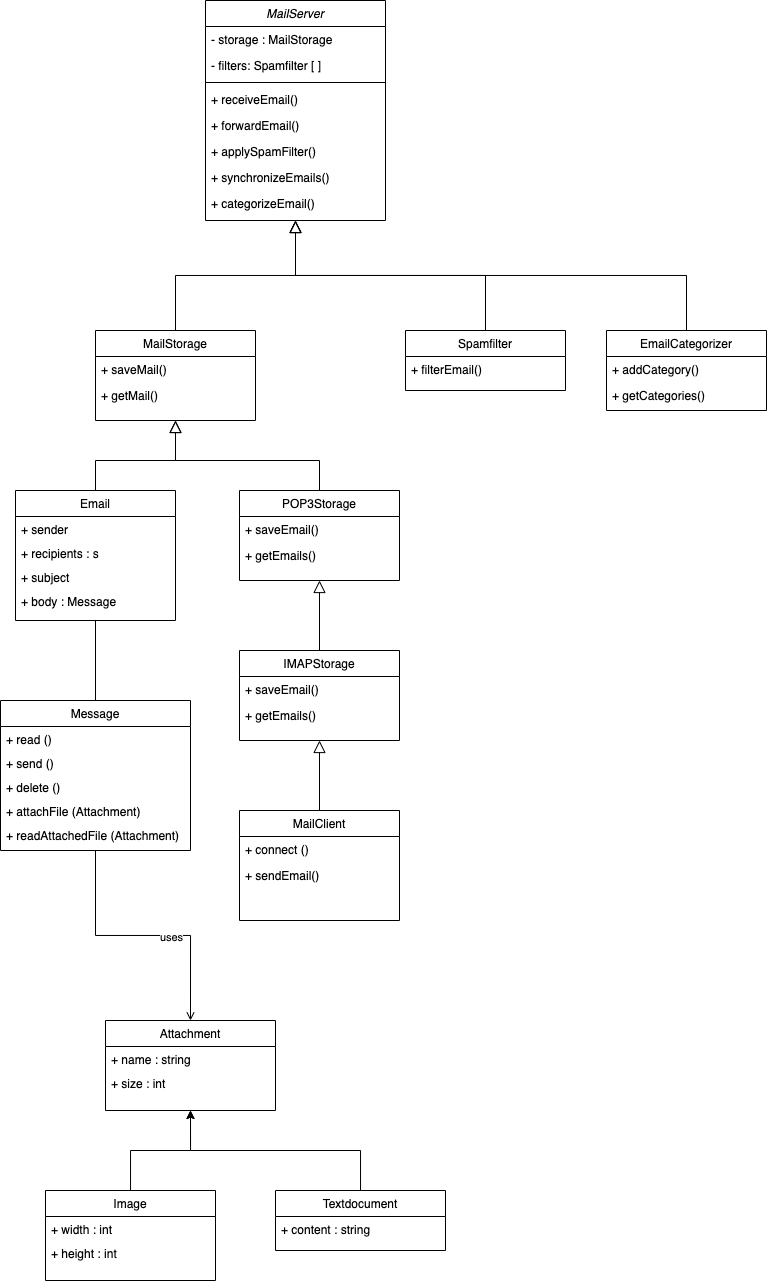 MailServer
- storage : MailStorage
- filters: Spamfilter [ ]
+ receiveEmail()
+ forwardEmail()
+ applySpamFilter()
+ synchronizeEmails()
+ categorizeEmail()
MailStorage
+ saveMail()
+ getMail()
Spamfilter
+ filterEmail()
EmailCategorizer
+ addCategory()
+ getCategories()
Email
+ sender
+ recipients : s
+ subject
+ body : Message
POP3Storage
+ saveEmail()
+ getEmails()
IMAPStorage
+ saveEmail()
+ getEmails()
Message
+ read ()
+ send ()
+ delete ()
+ attachFile (Attachment)
+ readAttachedFile (Attachment)
MailClient
+ connect ()
+ sendEmail()
uses
Attachment
+ name : string
+ size : int
Image
+ width : int
+ height : int
Textdocument
+ content : string